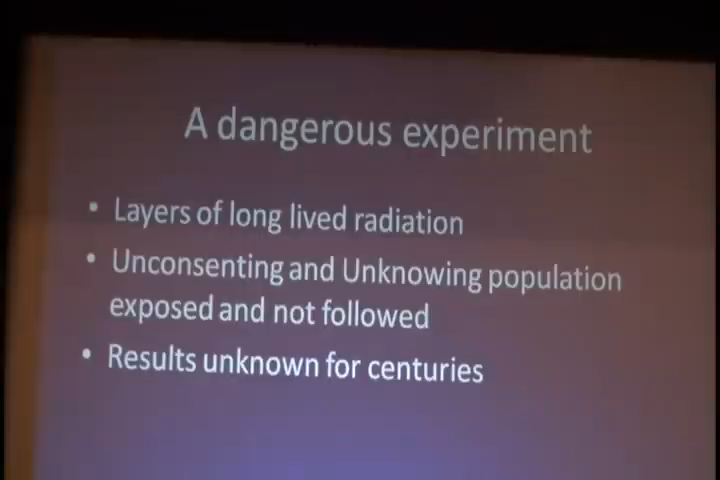 A dangerous experiment
• Layers of long lived radiation
• Unconsenting and Unknowing population
exposed and not followed
• Results unknown for centuries